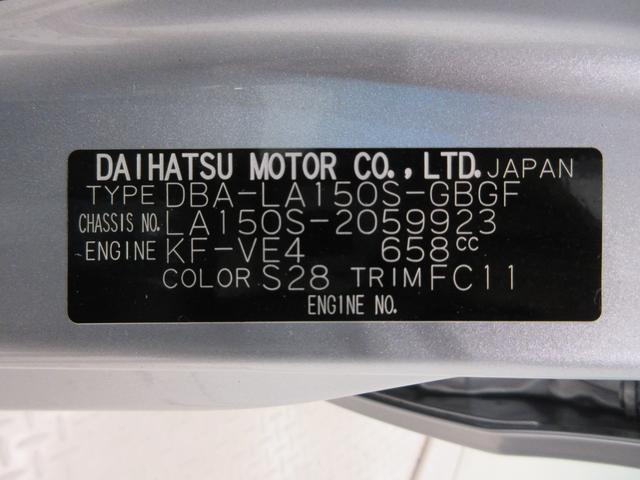 DAIHATSU MOTOR CO., LTD. JAPAN
TYPE DBA-LA150S-GBGF
CHASSIS NO. LA150S-2059923
ENGINE KF-VE4 658cc
COLOR S28 TRIM FC11
ENGINE NO.